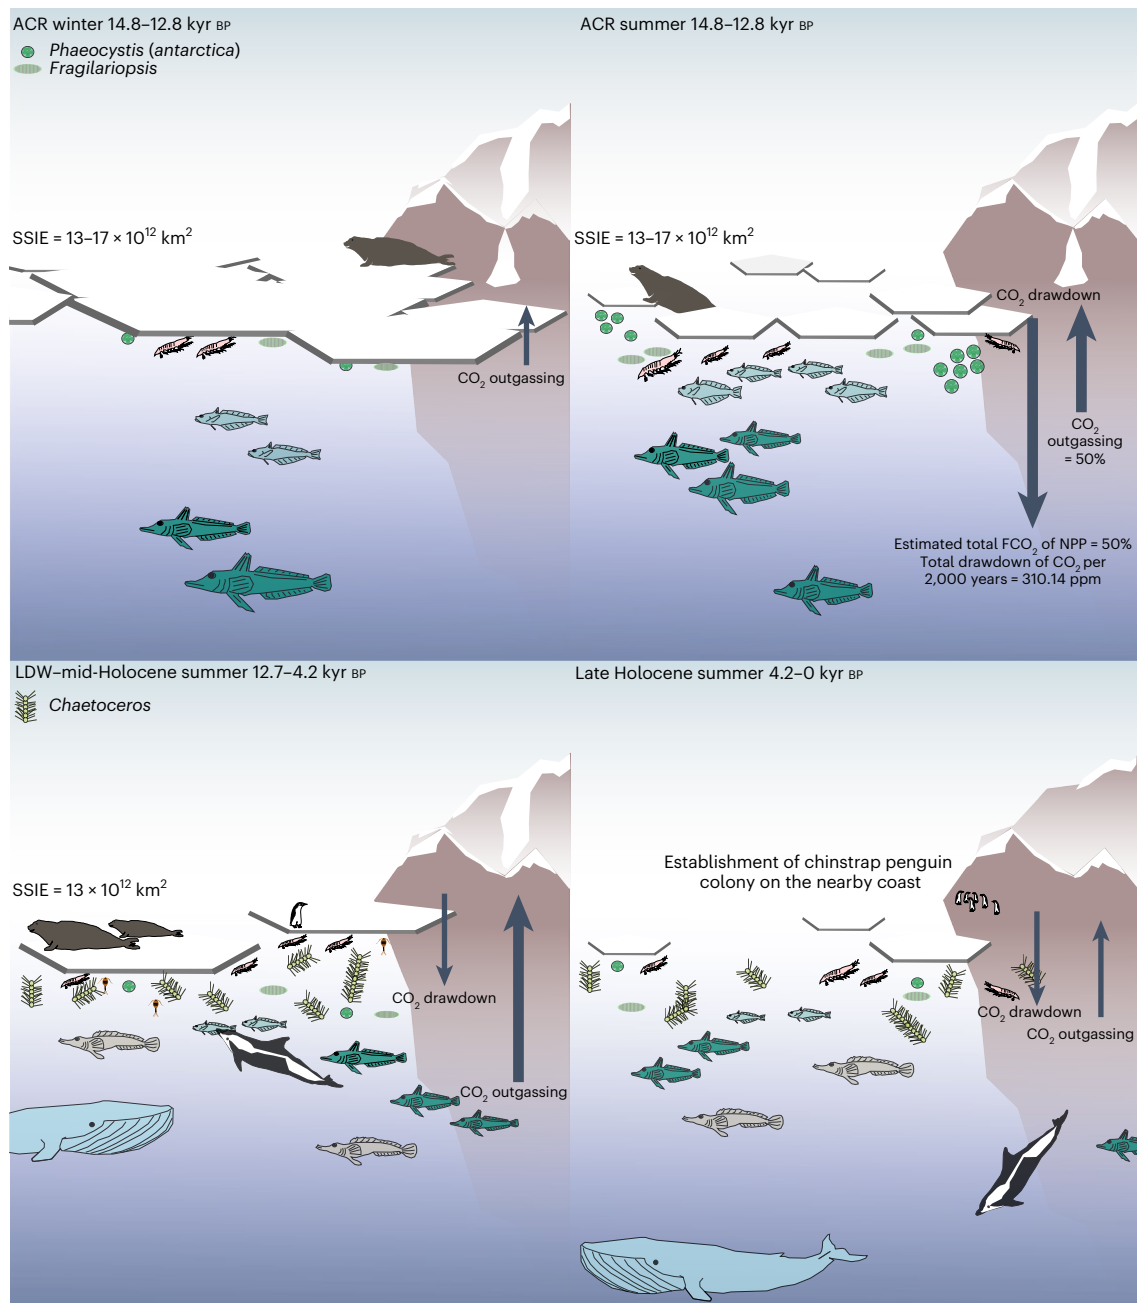 ACR winter 14.8–12.8 kyr BP
Phaeocystis (antarctica)
Fragilariopsis
SSIE = 13–17 × 10¹² km²
CO₂ outgassing
ACR summer 14.8–12.8 kyr BP
SSIE = 13–17 × 10¹² km²
CO₂ drawdown
CO₂
outgassing
= 50%
Estimated total FCO₂ of NPP = 50%
Total drawdown of CO₂ per
2,000 years = 310.14 ppm
LDW–mid-Holocene summer 12.7–4.2 kyr BP
Chaetoceros
SSIE = 13 × 10¹² km²
CO₂ drawdown
CO₂ outgassing
Late Holocene summer 4.2–0 kyr BP
Establishment of chinstrap penguin
colony on the nearby coast
CO₂ drawdown
CO₂ outgassing